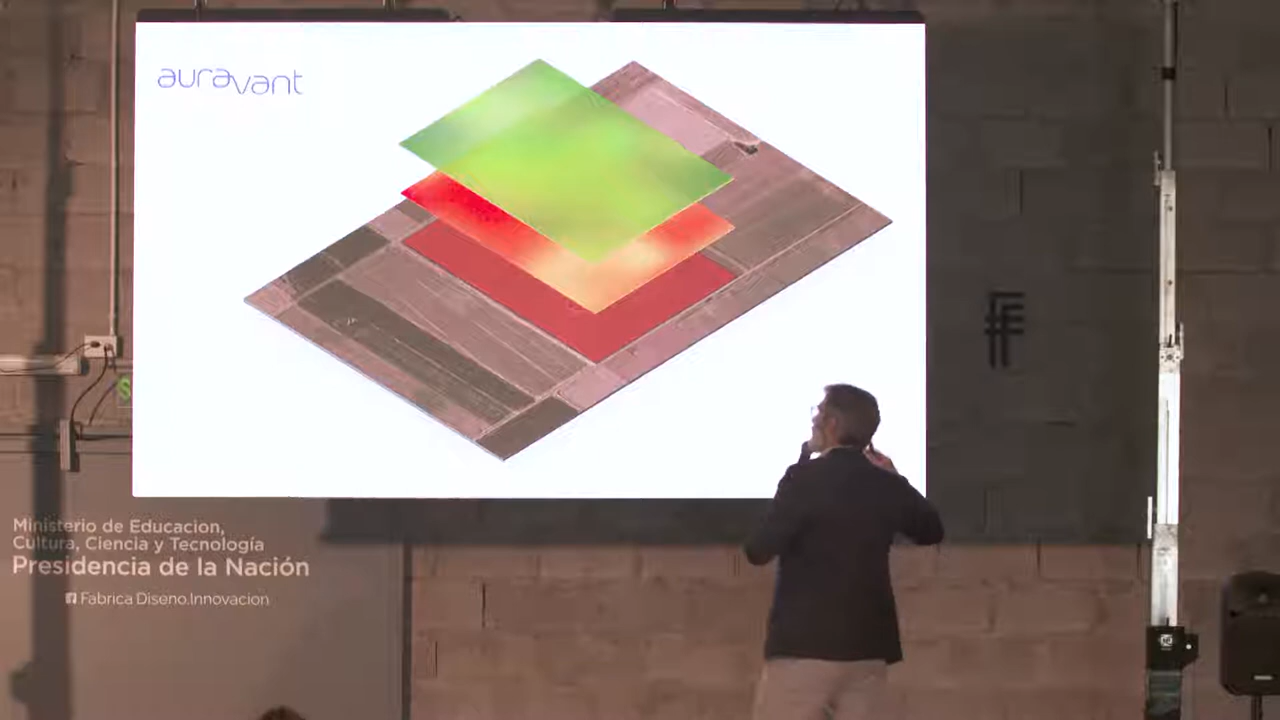 auravant
Ministerio de Educacion,
Cultura, Ciencia y Tecnología
Presidencia de la Nación
Fabrica Diseno.Innovacion